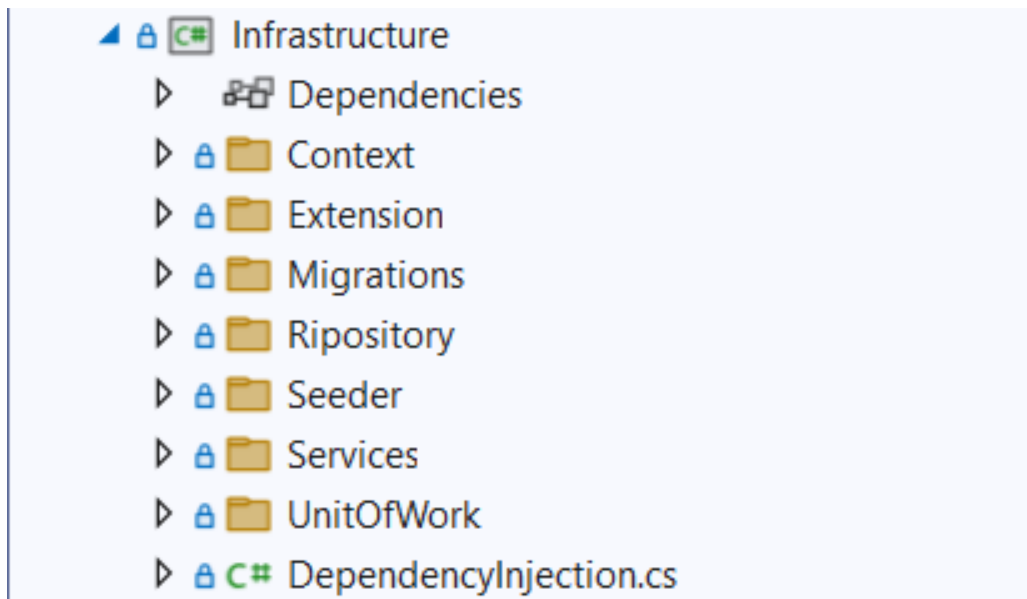 C# Infrastructure
Dependencies
Context
Extension
Migrations
Ripository
Seeder
Services
UnitOfWork
C# DependencyInjection.cs